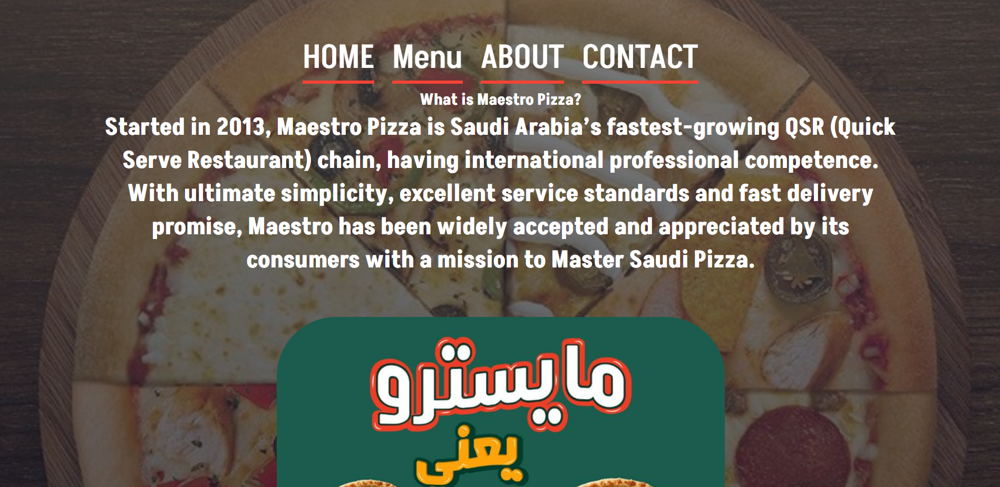 HOME Menu ABOUT CONTACT
What is Maestro Pizza?
Started in 2013, Maestro Pizza is Saudi Arabia’s fastest-growing QSR (Quick
Serve Restaurant) chain, having international professional competence.
With ultimate simplicity, excellent service standards and fast delivery
promise, Maestro has been widely accepted and appreciated by its
consumers with a mission to Master Saudi Pizza.
مايسترو
يعني